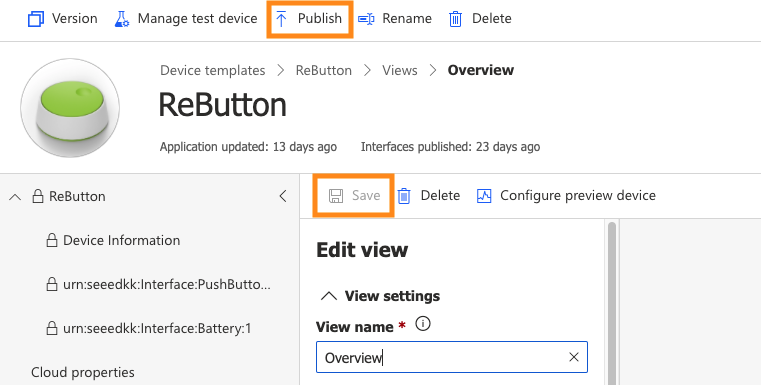 Version Manage test device Publish Rename Delete
Device templates > ReButton > Views > Overview
ReButton
Application updated: 13 days ago Interfaces published: 23 days ago
ReButton
Save Delete Configure preview device
Device Information
Edit view
urn:seeedkk:Interface:PushButto...
View settings
urn:seeedkk:Interface:Battery:1
View name *
Overview
Cloud properties